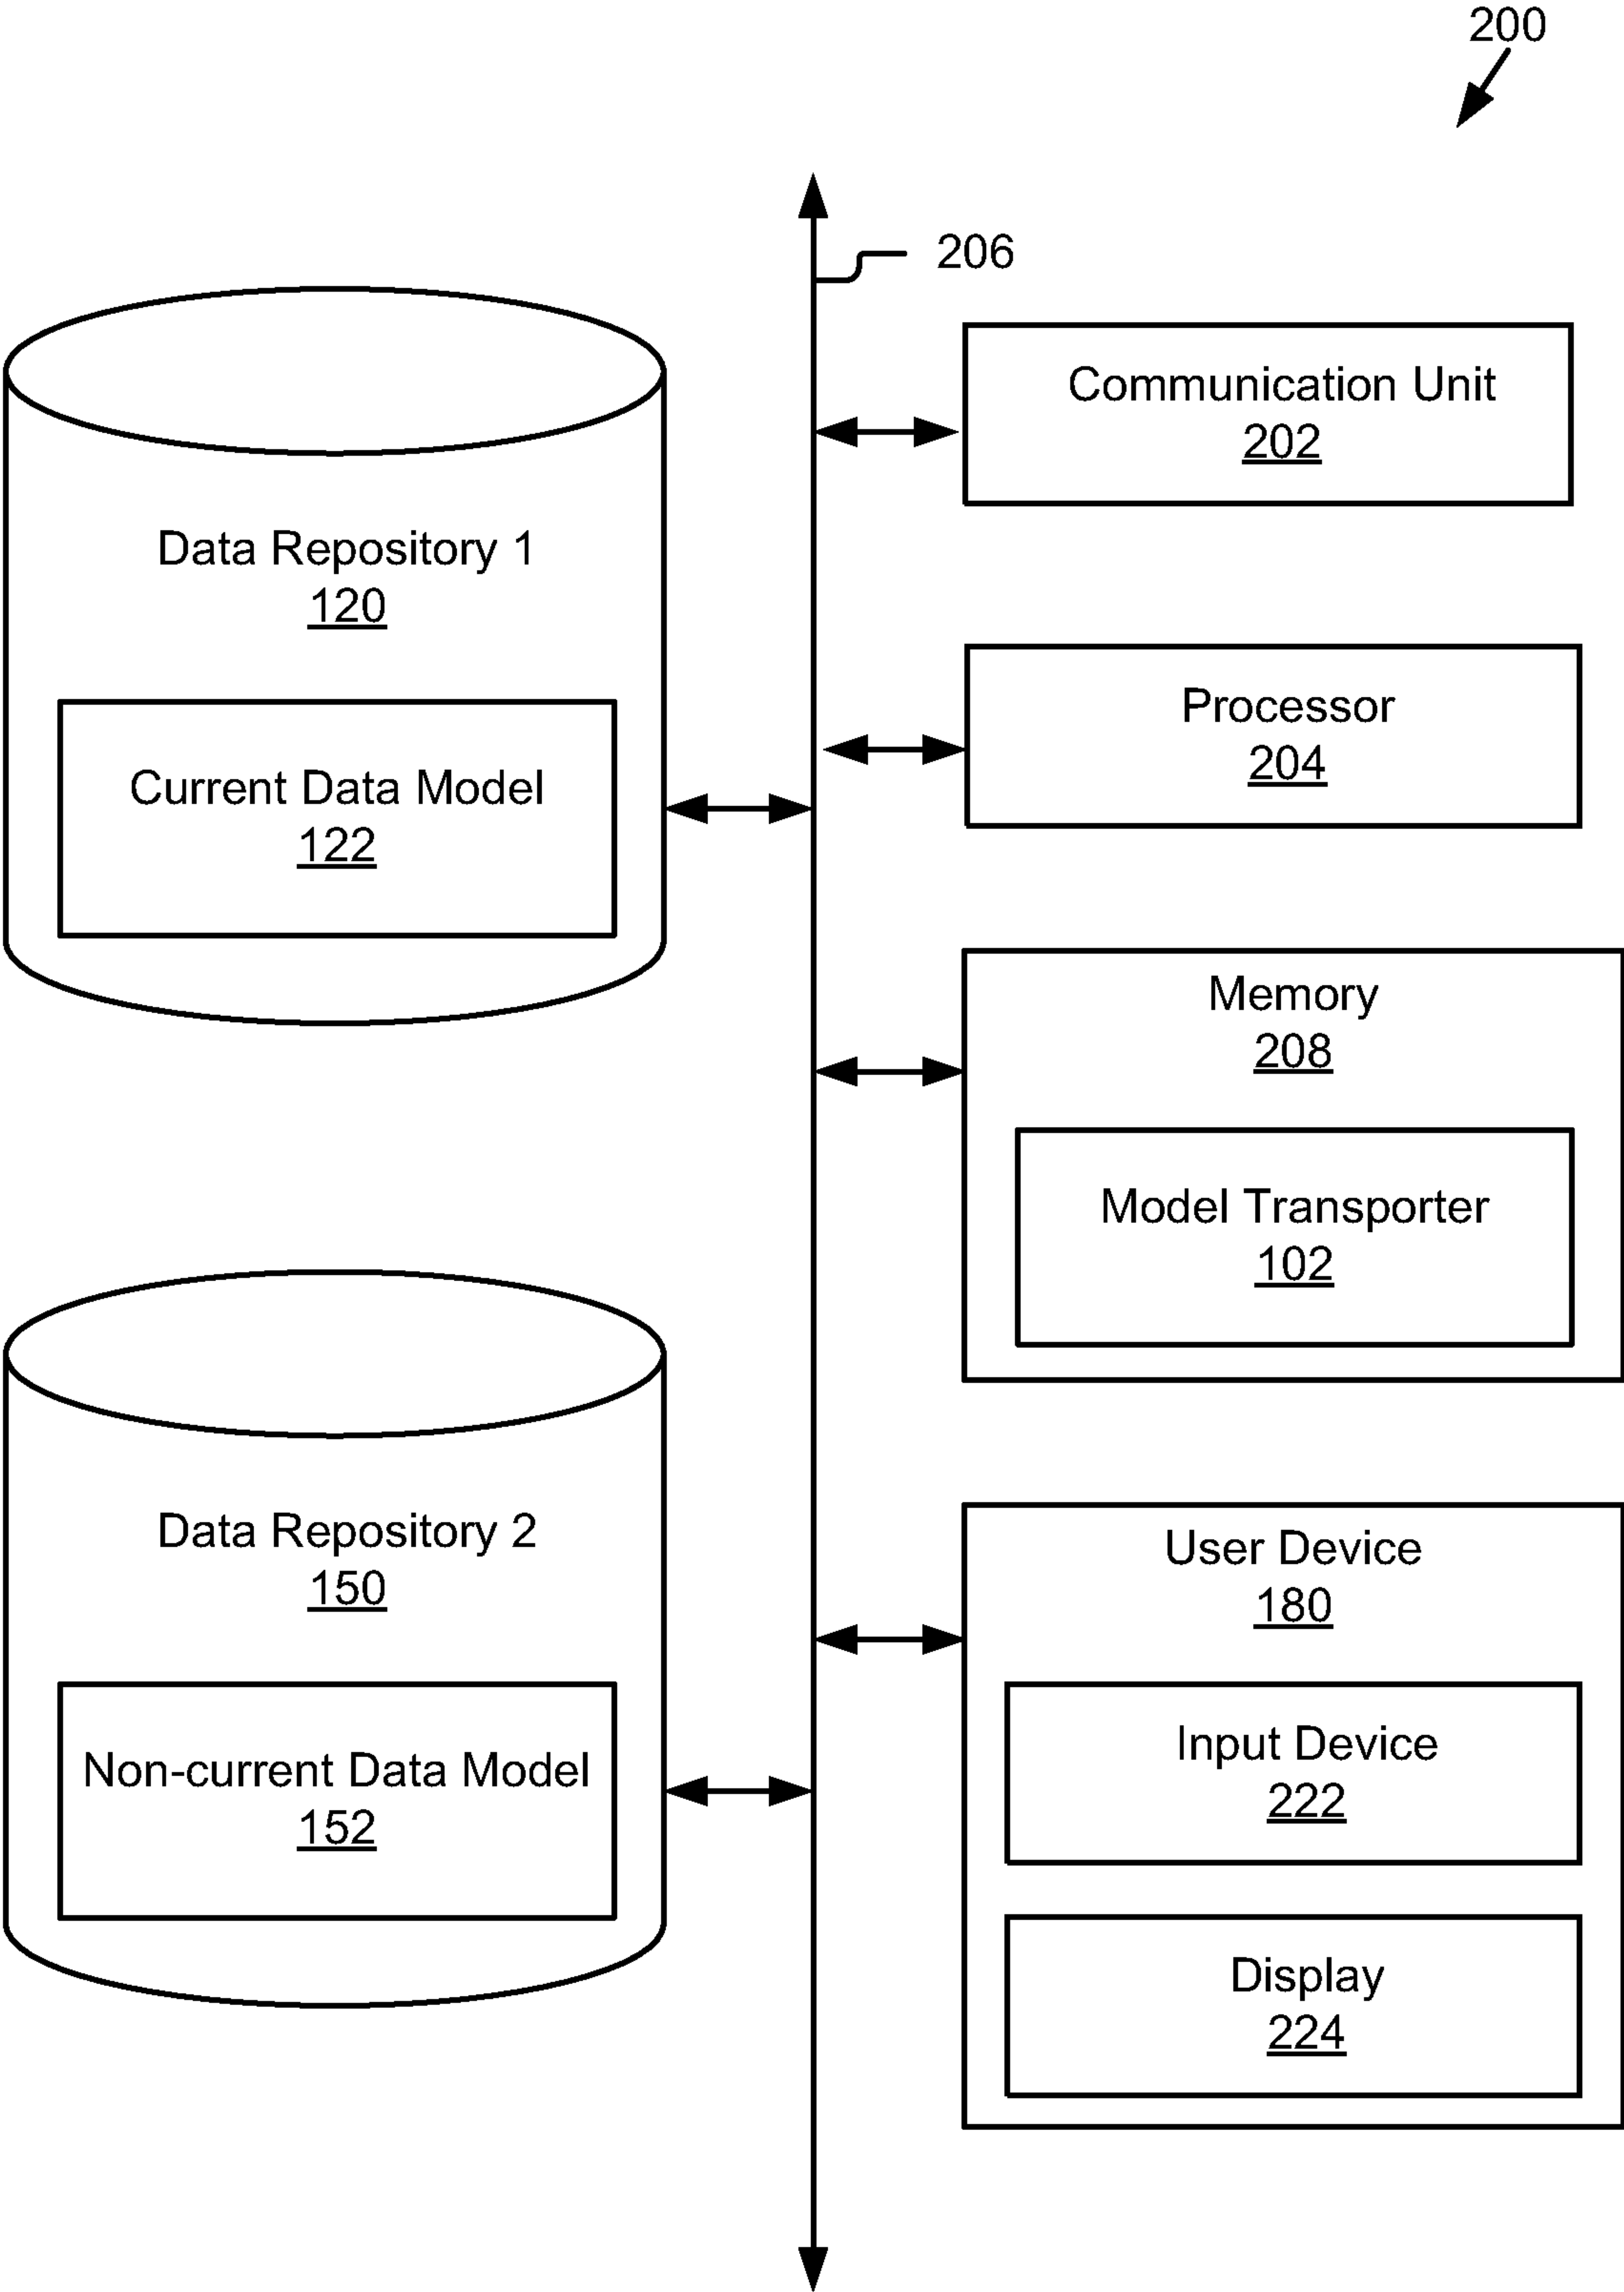 200
206
Communication Unit
202
Data Repository 1
120
Processor
204
Current Data Model
122
Memory
208
Model Transporter
102
Data Repository 2
150
User Device
180
Input Device
222
Non-current Data Model
152
Display
224